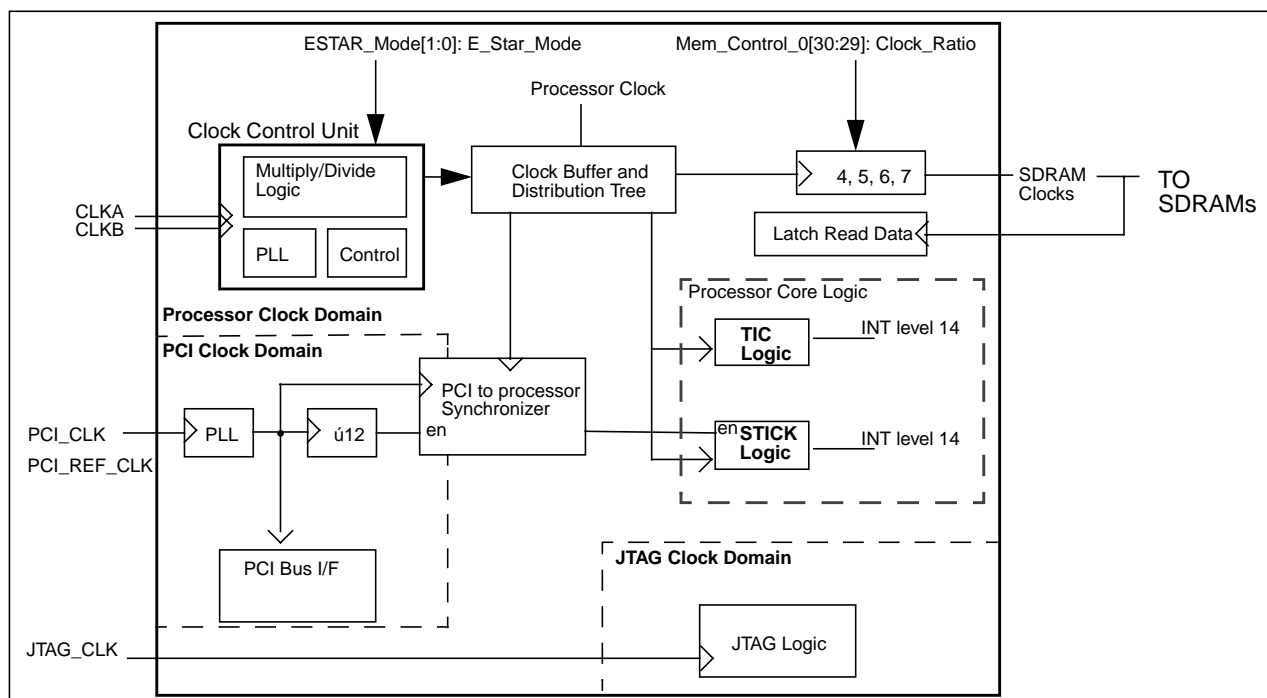 ESTAR_Mode[1:0]: E_Star_Mode
Mem_Control_0[30:29]: Clock_Ratio
Processor Clock
Clock Control Unit
Multiply/Divide
Logic
Clock Buffer and
Distribution Tree
4, 5, 6, 7
SDRAM
Clocks
TO
SDRAMs
CLKA
CLKB
PLL
Control
Latch Read Data
Processor Core Logic
Processor Clock Domain
PCI Clock Domain
TIC
Logic
INT level 14
PCI to processor
Synchronizer
PCI_CLK
PLL
ú12
en
en
STICK
Logic
INT level 14
PCI_REF_CLK
PCI Bus I/F
JTAG Clock Domain
JTAG_CLK
JTAG Logic